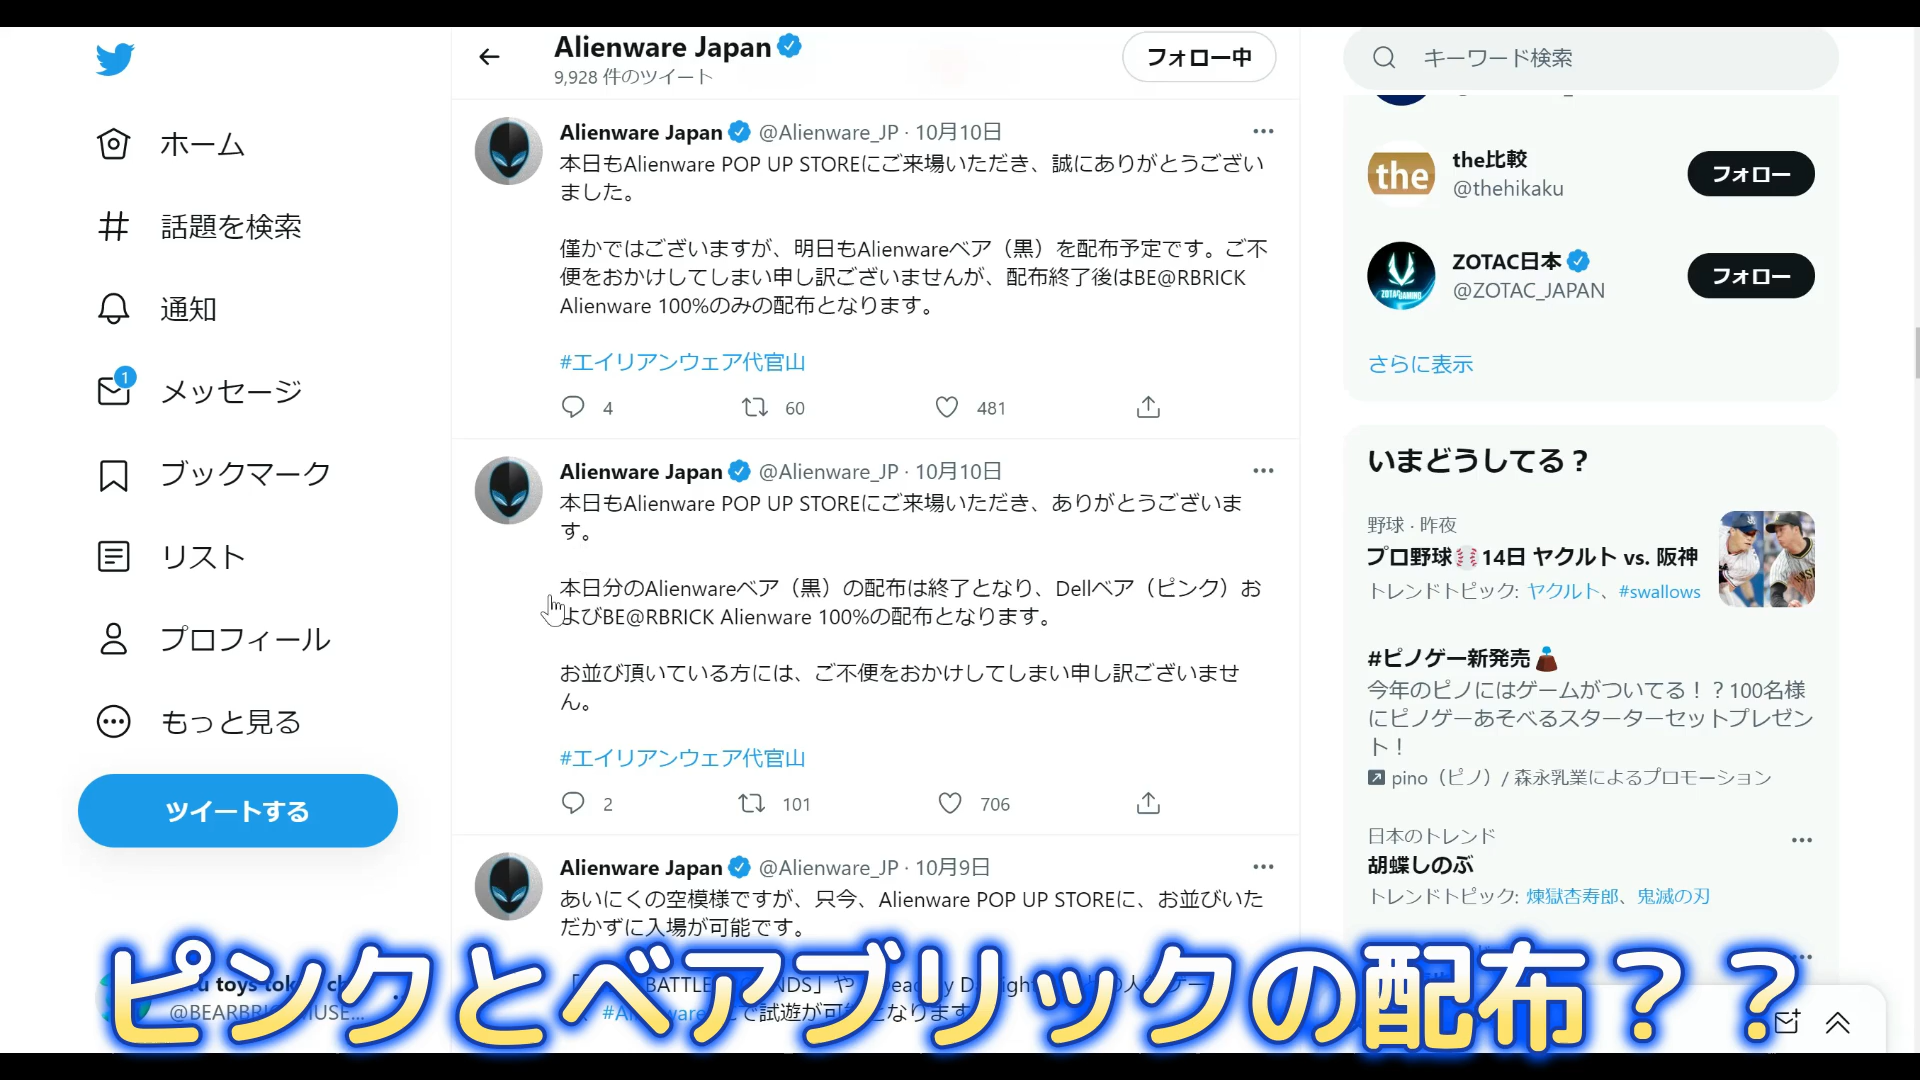 ホーム
話題を検索
通知
1
メッセージ
ブックマーク
リスト
プロフィール
もっと見る
ツイートする
Alienware Japan
9,928 件のツイート
フォロー中
Alienware Japan @Alienware_JP · 10月10日
本日もAlienware POP UP STOREにご来場いただき、誠にありがとうござい
ました。
僅かではございますが、明日もAlienwareベア（黒）を配布予定です。ご不
便をおかけしてしまい申し訳ございませんが、配布終了後はBE@RBRICK
Alienware 100%のみの配布となります。
#エイリアンウェア代官山
4 60 481
Alienware Japan @Alienware_JP · 10月10日
本日もAlienware POP UP STOREにご来場いただき、ありがとうございま
す。
本日分のAlienwareベア（黒）の配布は終了となり、Dellベア（ピンク）お
よびBE@RBRICK Alienware 100%の配布となります。
お並び頂いている方には、ご不便をおかけしてしまい申し訳ございませ
ん。
#エイリアンウェア代官山
2 101 706
Alienware Japan @Alienware_JP · 10月9日
あいにくの空模様ですが、只今、Alienware POP UP STOREに、お並びいた
だかずに入場が可能です。
キーワード検索
the
the比較
@thehikaku
フォロー
ZOTAC GAMING
ZOTAC日本
@ZOTAC_JAPAN
フォロー
さらに表示
いまどうしてる？
野球 · 昨夜
プロ野球 14日 ヤクルト vs. 阪神
トレンドトピック: ヤクルト、#swallows
#ピノゲー新発売
今年のピノにはゲームがついてる！？100名様
にピノゲーあそべるスターターセットプレゼン
ト！
pino（ピノ）/ 森永乳業によるプロモーション
日本のトレンド
胡蝶しのぶ
トレンドトピック: 煉獄杏寿郎、鬼滅の刃
ピンクとベアブリックの配布？？